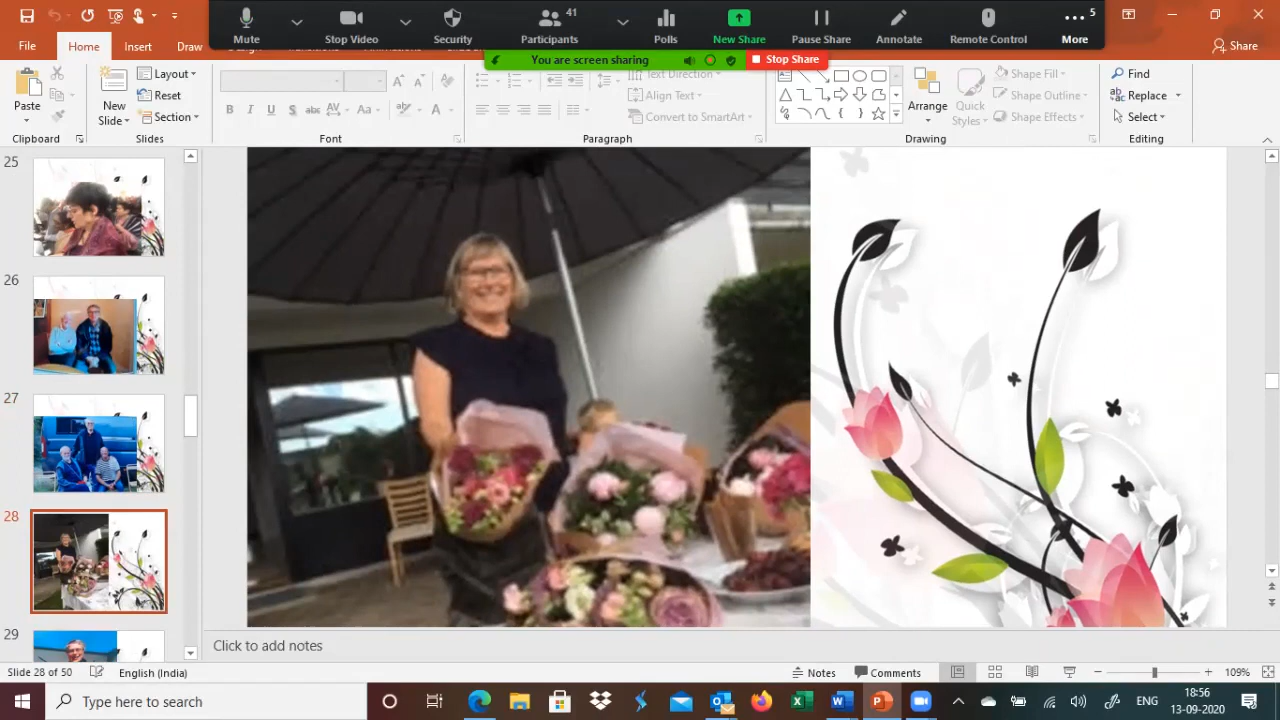 41
5
Mute
Stop Video
Security
Participants
Polls
New Share
Pause Share
Annotate
Remote Control
More
You are screen sharing
Stop Share
File
Home
Insert
Draw
Share
Paste
New Slide
Layout
Reset
Section
Text Direction
Align Text
Convert to SmartArt
Arrange
Quick Styles
Shape Fill
Shape Outline
Shape Effects
Find
Replace
Select
Clipboard
Slides
Font
Paragraph
Drawing
Editing
25
26
27
28
29
Click to add notes
Slide 28 of 50
English (India)
Notes
Comments
109%
Type here to search
ENG
18:56
13-09-2020